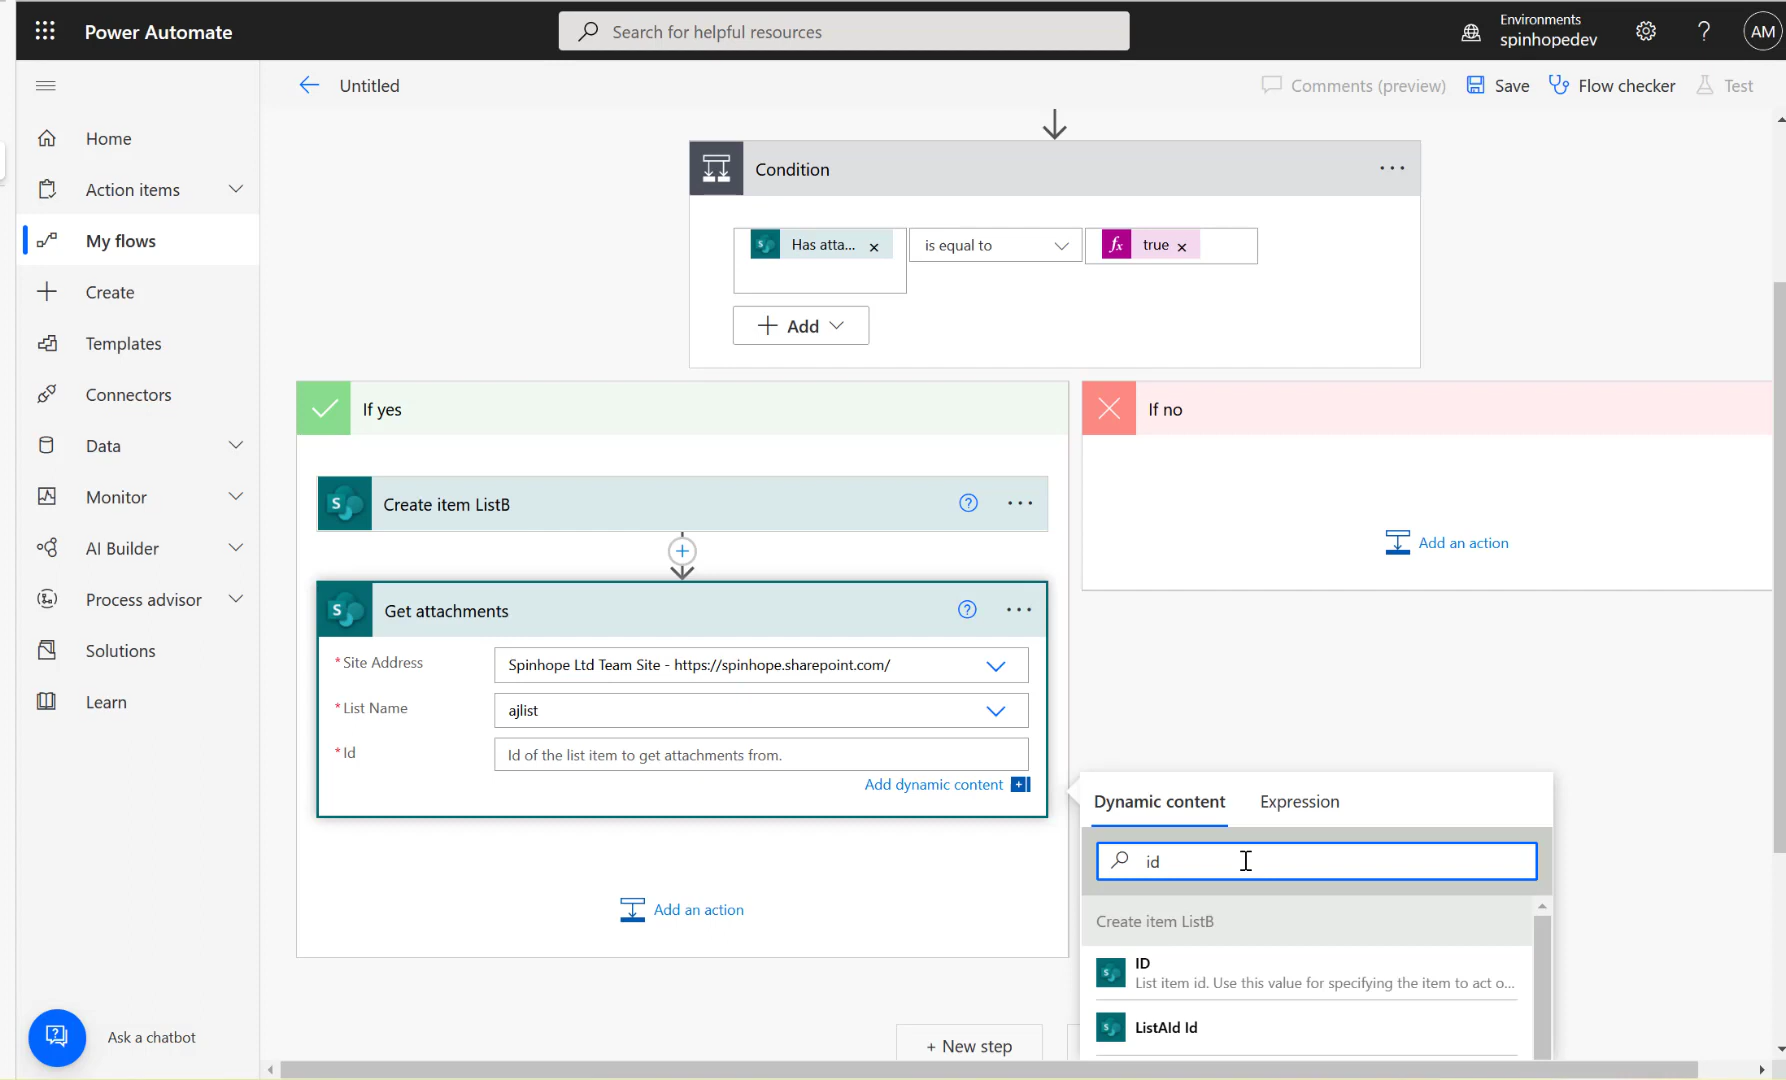 Power Automate
Search for helpful resources
Environments
spinhopedev
AM
Untitled
Comments (preview)
Save
Flow checker
Test
Home
Action items
My flows
Create
Templates
Connectors
Data
Monitor
AI Builder
Process advisor
Solutions
Learn
Ask a chatbot
Condition
Has atta...
is equal to
fx true
Add
If yes
If no
Create item ListB
Add an action
Get attachments
* Site Address
Spinhope Ltd Team Site - https://spinhope.sharepoint.com/
* List Name
ajlist
* Id
Id of the list item to get attachments from.
Add dynamic content
Add an action
Dynamic content
Expression
id
Create item ListB
ID
List item id. Use this value for specifying the item to act o...
ListAId Id
+ New step